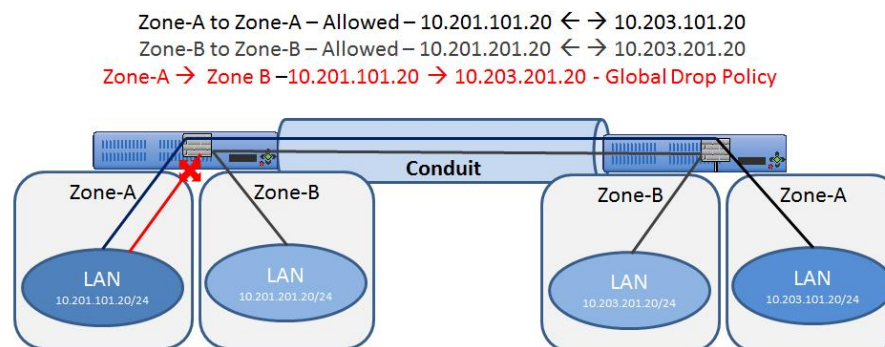 Zone-A to Zone-A – Allowed – 10.201.101.20 ← → 10.203.101.20
Zone-B to Zone-B – Allowed – 10.201.201.20 ← → 10.203.201.20
Zone-A → Zone B –10.201.101.20 → 10.203.201.20 - Global Drop Policy
Conduit
Zone-A
Zone-B
Zone-B
Zone-A
LAN
10.201.101.20/24
LAN
10.201.201.20/24
LAN
10.203.201.20/24
LAN
10.203.101.20/24